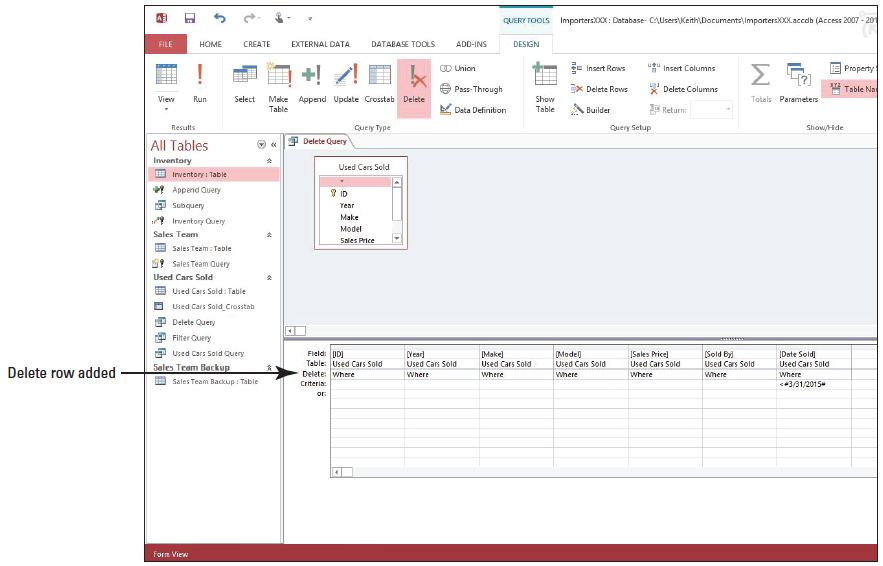 QUERY TOOLS
ImportersXXX : Database- C:\Users\Keith\Documents\ImportersXXX.accdb (Access 2007 - 201
FILE HOME CREATE EXTERNAL DATA DATABASE TOOLS ADD-INS DESIGN
View
Run
Select
Make Table
Append
Update
Crosstab
Delete
Union
Pass-Through
Data Definition
Show Table
Insert Rows
Delete Rows
Builder
Insert Columns
Delete Columns
Return:
Totals
Parameters
Property S
Table Na
Results
Query Type
Query Setup
Show/Hide
All Tables
Inventory
Inventory : Table
Append Query
Subquery
Inventory Query
Sales Team
Sales Team : Table
Sales Team Query
Used Cars Sold
Used Cars Sold : Table
Used Cars Sold_Crosstab
Delete Query
Filter Query
Used Cars Sold Query
Sales Team Backup
Sales Team Backup : Table
Delete Query
Used Cars Sold
*
ID
Year
Make
Model
Sales Price
Delete row added
Field: [ID] [Year] [Make] [Model] [Sales Price] [Sold By] [Date Sold]
Table: Used Cars Sold Used Cars Sold Used Cars Sold Used Cars Sold Used Cars Sold Used Cars Sold Used Cars Sold
Delete: Where Where Where Where Where Where Where
Criteria: <#3/31/2015#
or:
Form View